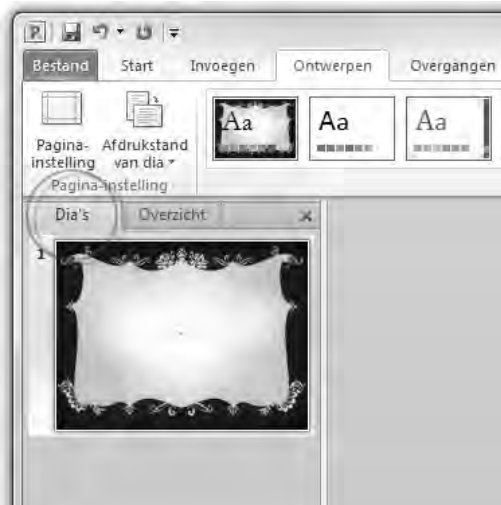 P
Bestand Start Invoegen Ontwerpen Overgangen
Pagina-
instelling
Afdrukstand
van dia
Aa Aa Aa
Pagina-instelling
Dia's Overzicht
1